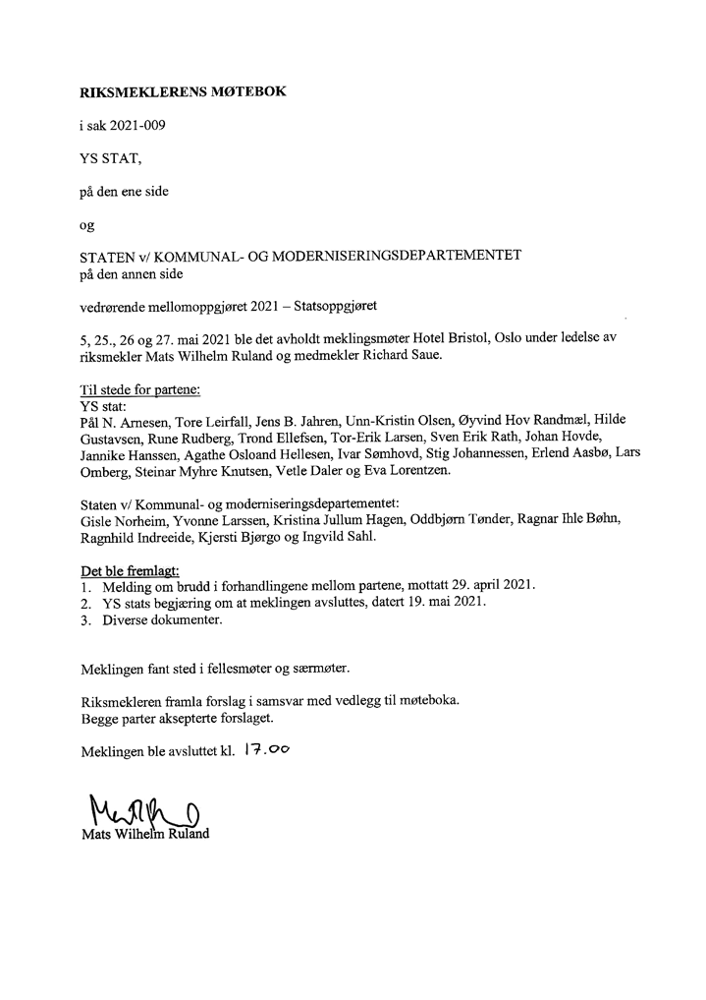 RIKSMEKLERENS MØTEBOK
i sak 2021-009
YS STAT,
på den ene side
og
STATEN v/ KOMMUNAL- OG MODERNISERINGSDEPARTEMENTET
på den annen side
vedrørende mellomoppgjøret 2021 – Statsoppgjøret
5, 25., 26 og 27. mai 2021 ble det avholdt meklingsmøter Hotel Bristol, Oslo under ledelse av
riksmekler Mats Wilhelm Ruland og medmekler Richard Saue.
Til stede for partene:
YS stat:
Pål N. Arnesen, Tore Leirfall, Jens B. Jahren, Unn-Kristin Olsen, Øyvind Hov Randmæl, Hilde
Gustavsen, Rune Rudberg, Trond Ellefsen, Tor-Erik Larsen, Sven Erik Rath, Johan Hovde,
Jannike Hanssen, Agathe Osloand Hellesen, Ivar Sømhovd, Stig Johannessen, Erlend Aasbø, Lars
Omberg, Steinar Myhre Knutsen, Vetle Daler og Eva Lorentzen.
Staten v/ Kommunal- og moderniseringsdepartementet:
Gisle Norheim, Yvonne Larssen, Kristina Jullum Hagen, Oddbjørn Tønder, Ragnar Ihle Bøhn,
Ragnhild Indreeide, Kjersti Bjørgo og Ingvild Sahl.
Det ble fremlagt:
1. Melding om brudd i forhandlingene mellom partene, mottatt 29. april 2021.
2. YS stats begjæring om at meklingen avsluttes, datert 19. mai 2021.
3. Diverse dokumenter.
Meklingen fant sted i fellesmøter og særmøter.
Riksmekleren framla forslag i samsvar med vedlegg til møteboka.
Begge parter aksepterte forslaget.
Meklingen ble avsluttet kl. 17.00
Mats Wilhelm Ruland